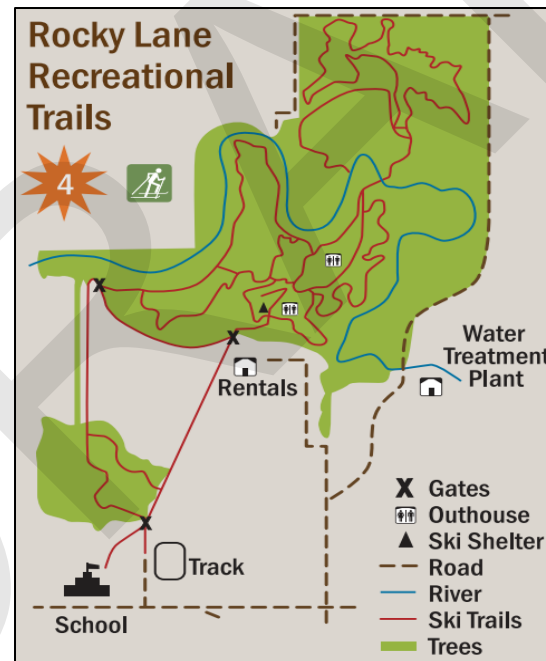 Rocky Lane
Recreational
Trails
4
Rentals
Water
Treatment
Plant
Track
School
X Gates
Outhouse
Ski Shelter
Road
River
Ski Trails
Trees